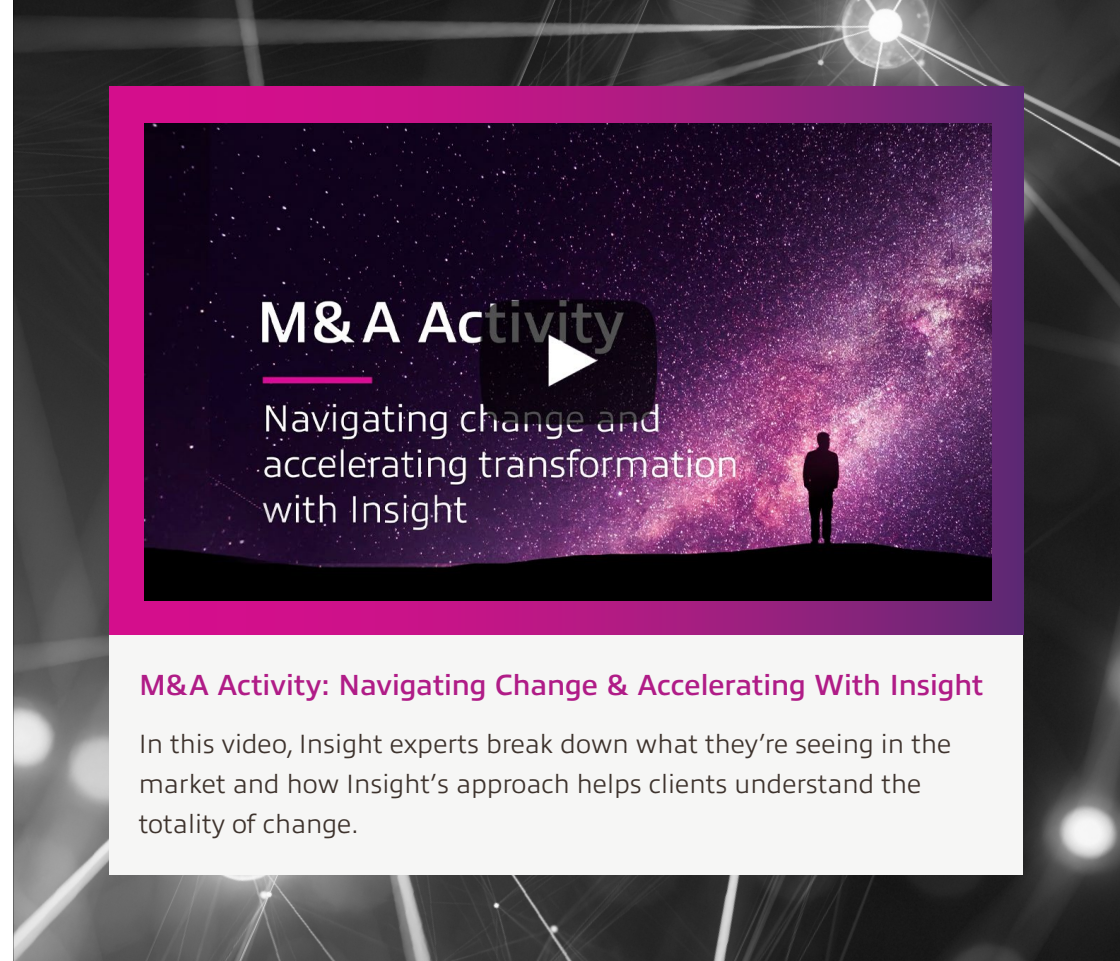 M&A Activity
Navigating change and
accelerating transformation
with Insight
M&A Activity: Navigating Change & Accelerating With Insight
In this video, Insight experts break down what they’re seeing in the
market and how Insight’s approach helps clients understand the
totality of change.